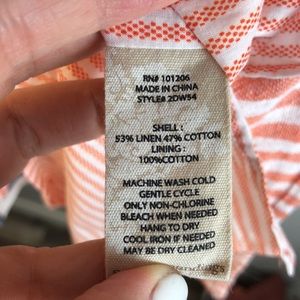 RN# 101206
MADE IN CHINA
STYLE# 2DW54
SHELL :
53% LINEN 47% COTTON
LINING :
100%COTTON
MACHINE WASH COLD
GENTLE CYCLE
ONLY NON-CHLORINE
BLEACH WHEN NEEDED
HANG TO DRY
COOL IRON IF NEEDED
MAY BE DRY CLEANED